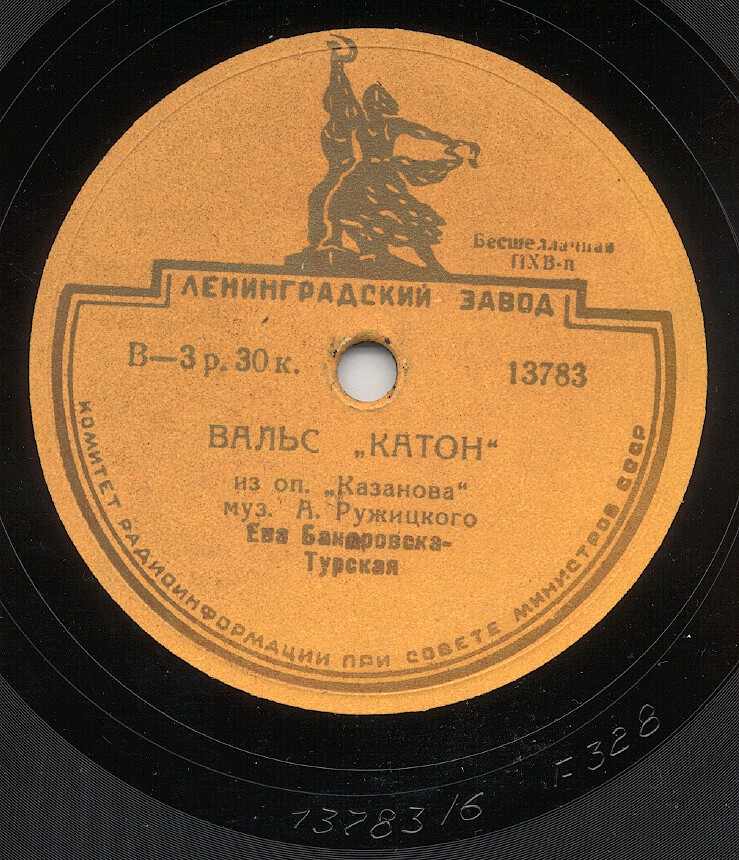 Бесшеллачная
ПХВ-п
ЛЕНИНГРАДСКИЙ ЗАВОД
В—3 р. 30 к.
13783
ВАЛЬС „КАТОН“
из оп. „Казанова“
муз. А. Ружицкого
Ева Бандровска-
Турская
КОМИТЕТ РАДИОИНФОРМАЦИИ ПРИ СОВЕТЕ МИНИСТРОВ СССР
F 328
13783/6